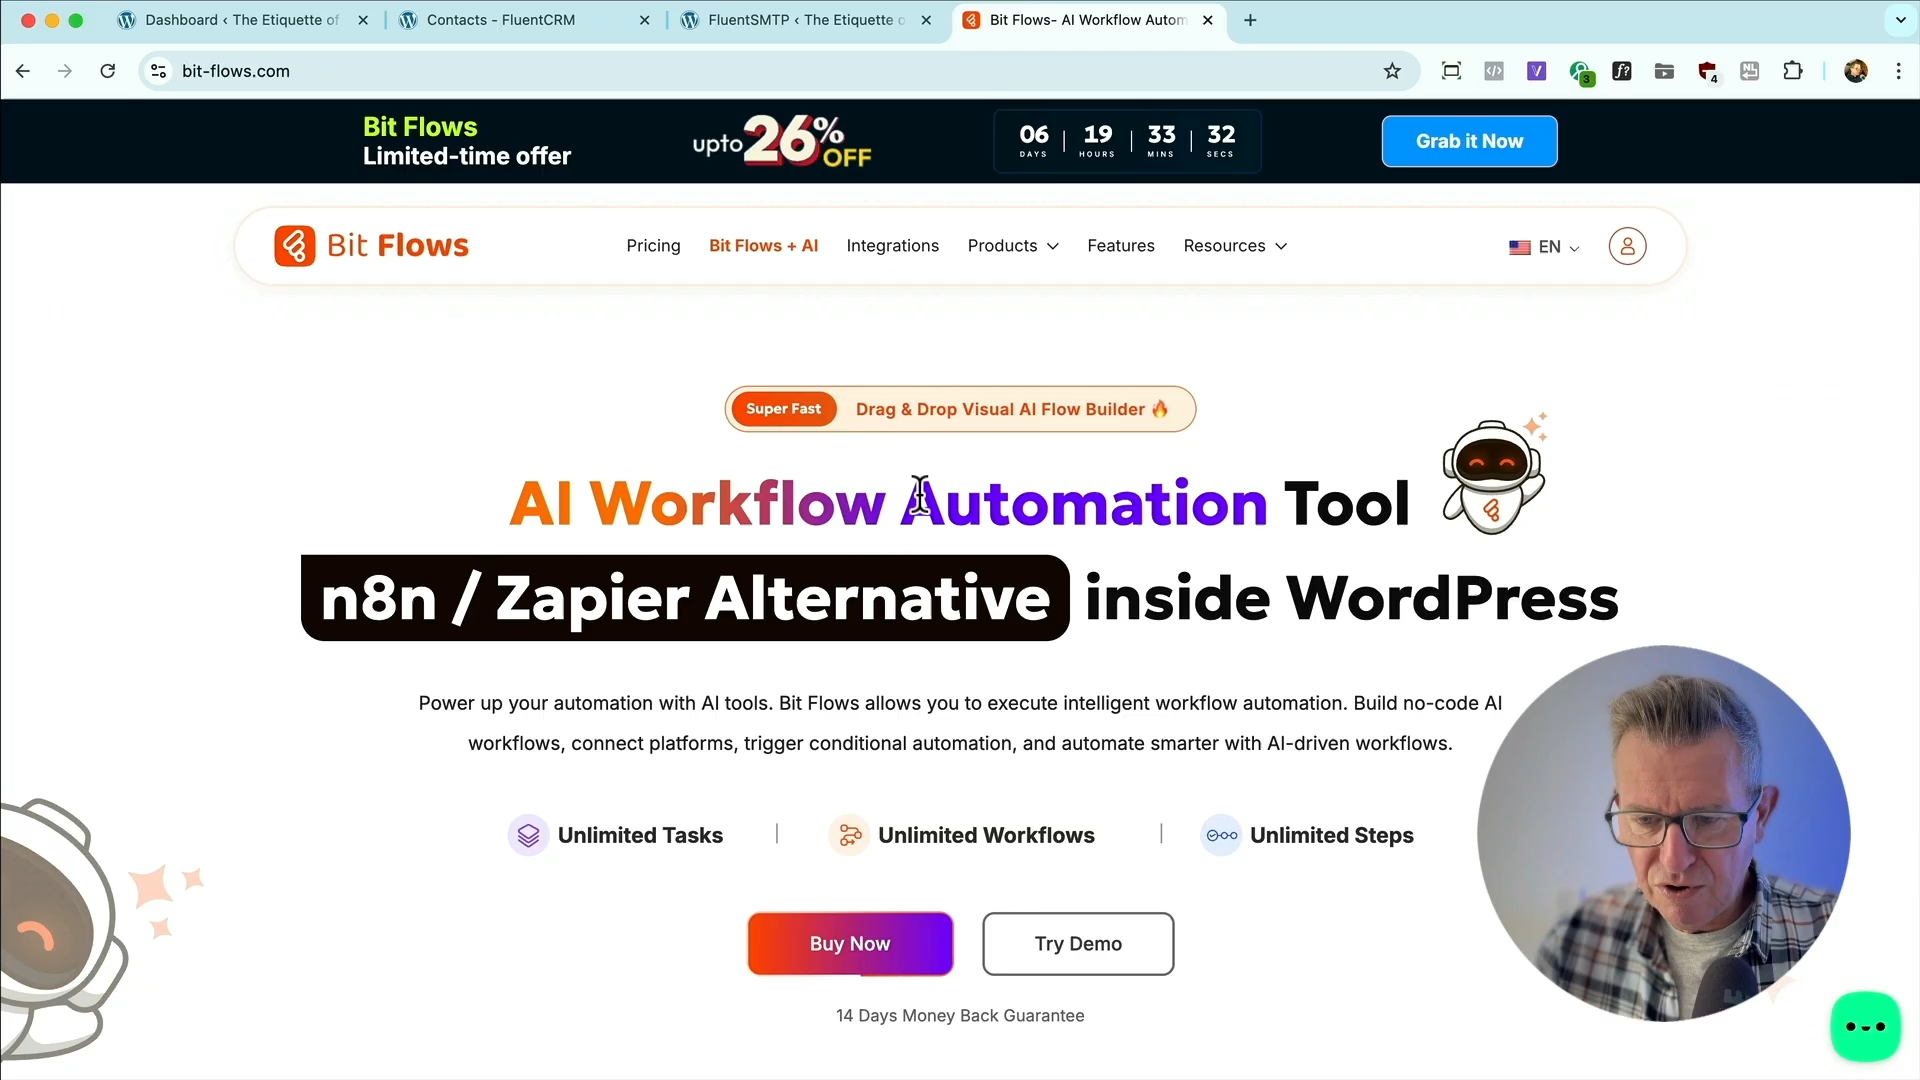 Dashboard ‹ The Etiquette of
Contacts - FluentCRM
FluentSMTP ‹ The Etiquette o
Bit Flows- AI Workflow Autom
bit-flows.com
3
f?
4
NL
Bit Flows
Limited-time offer
upto 26% OFF
06 | 19 | 33 | 32
DAYS HOURS MINS SECS
Grab it Now
Bit Flows
Pricing
Bit Flows + AI
Integrations
Products
Features
Resources
EN
Super Fast
Drag & Drop Visual AI Flow Builder 🔥
AI Workflow Automation Tool
n8n / Zapier Alternative inside WordPress
Power up your automation with AI tools. Bit Flows allows you to execute intelligent workflow automation. Build no-code AI
workflows, connect platforms, trigger conditional automation, and automate smarter with AI-driven workflows.
Unlimited Tasks | Unlimited Workflows | Unlimited Steps
Buy Now
Try Demo
14 Days Money Back Guarantee